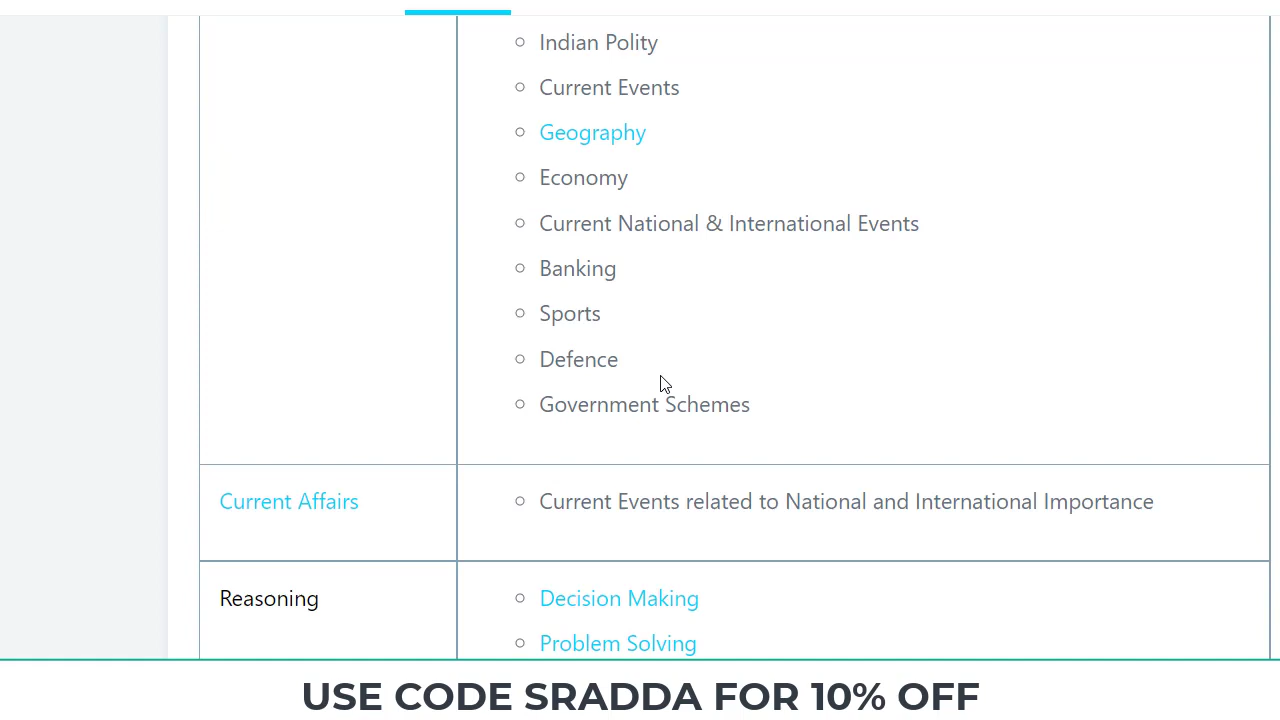 Indian Polity
Current Events
Geography
Economy
Current National & International Events
Banking
Sports
Defence
Government Schemes
Current Affairs
Current Events related to National and International Importance
Reasoning
Decision Making
Problem Solving
USE CODE SRADDA FOR 10% OFF